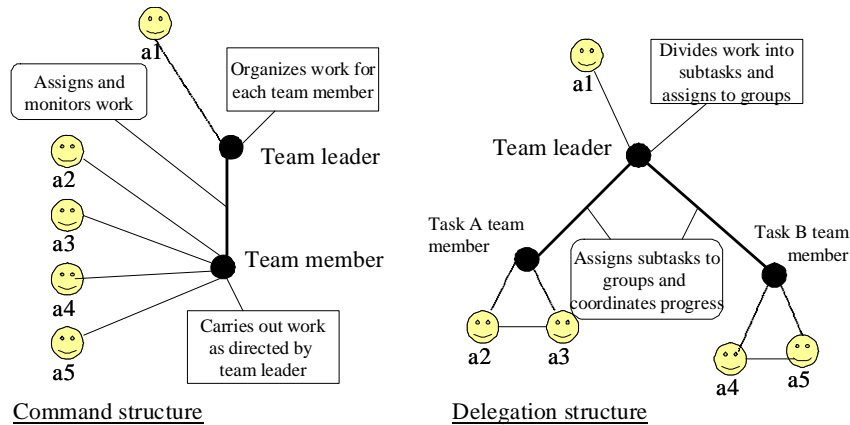 a1
Assigns and
monitors work
Organizes work for
each team member
Team leader
a2
a3
a4
a5
Team member
Carries out work
as directed by
team leader
Command structure
a1
Divides work into
subtasks and
assigns to groups
Team leader
Task A team
member
Task B team
member
Assigns subtasks to
groups and
coordinates progress
a2
a3
a4
a5
Delegation structure